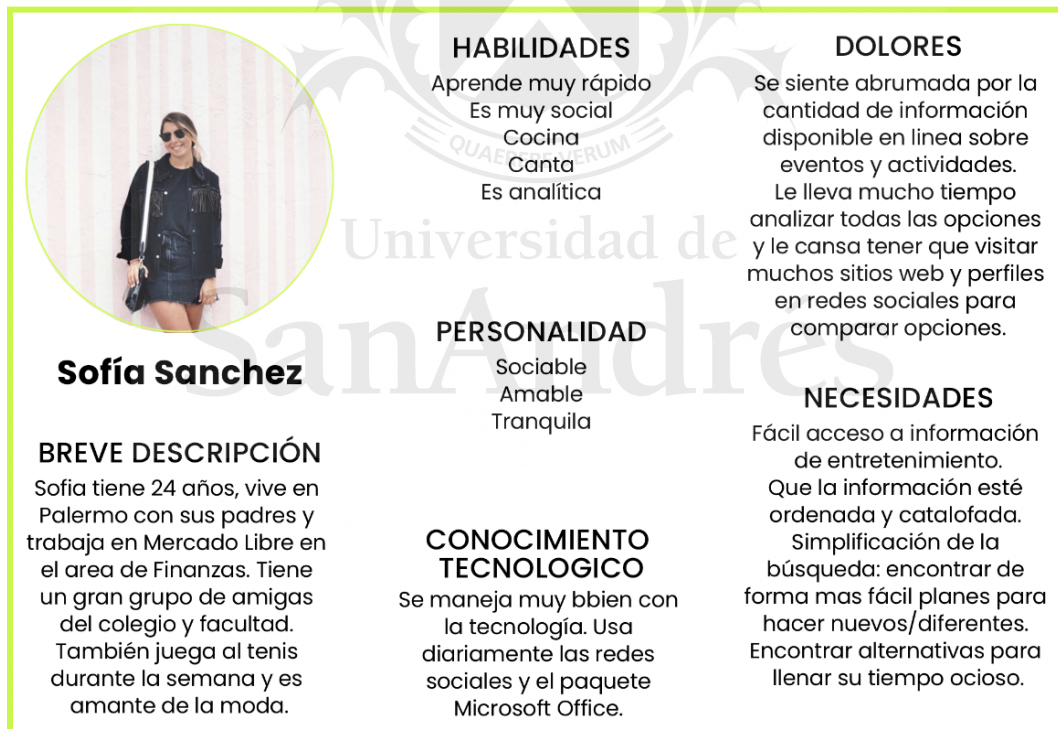 Sofía Sanchez
BREVE DESCRIPCIÓN
Sofia tiene 24 años, vive en
Palermo con sus padres y
trabaja en Mercado Libre en
el area de Finanzas. Tiene
un gran grupo de amigas
del colegio y facultad.
También juega al tenis
durante la semana y es
amante de la moda.
HABILIDADES
Aprende muy rápido
Es muy social
Cocina
Canta
Es analítica
PERSONALIDAD
Sociable
Amable
Tranquila
CONOCIMIENTO
TECNOLOGICO
Se maneja muy bbien con
la tecnología. Usa
diariamente las redes
sociales y el paquete
Microsoft Office.
DOLORES
Se siente abrumada por la
cantidad de información
disponible en linea sobre
eventos y actividades.
Le lleva mucho tiempo
analizar todas las opciones
y le cansa tener que visitar
muchos sitios web y perfiles
en redes sociales para
comparar opciones.
NECESIDADES
Fácil acceso a información
de entretenimiento.
Que la información esté
ordenada y catalofada.
Simplificación de la
búsqueda: encontrar de
forma mas fácil planes para
hacer nuevos/diferentes.
Encontrar alternativas para
llenar su tiempo ocioso.
QUAERERE VERUM
Universidad de
SanAndrés